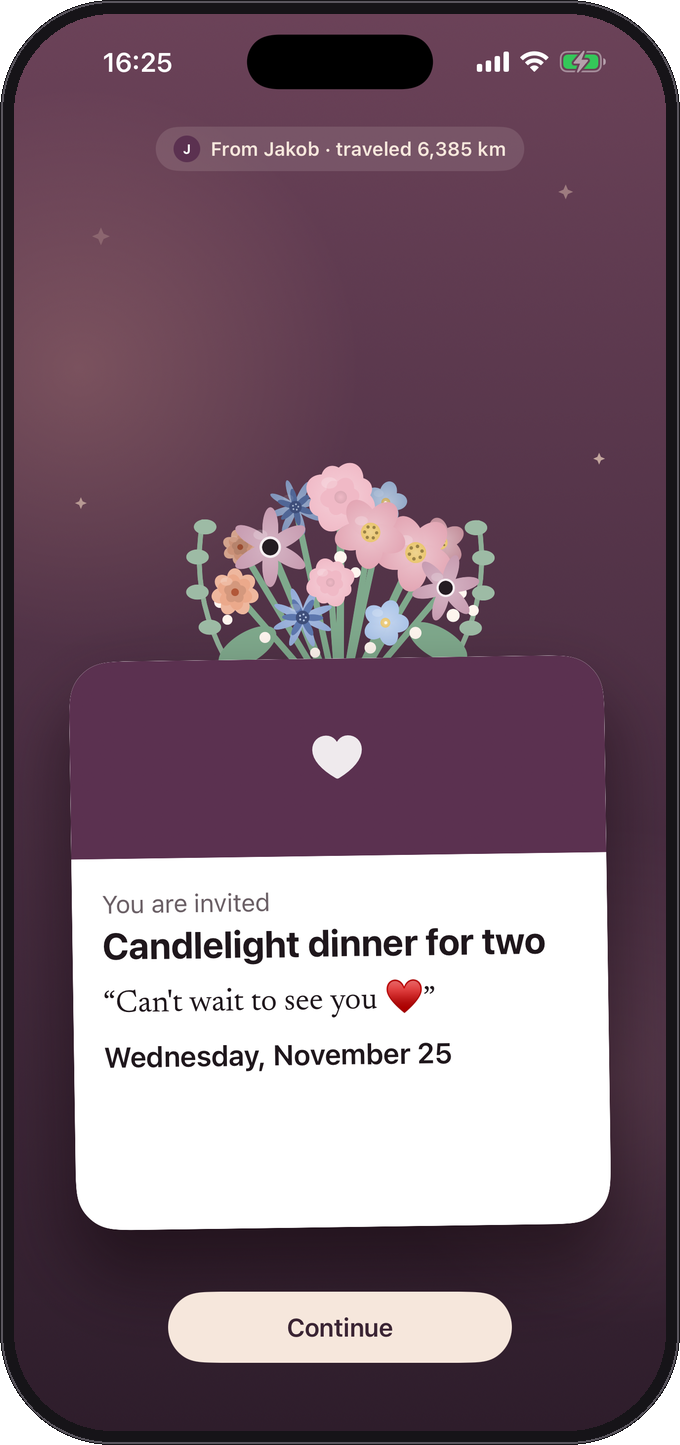 16:25
J From Jakob · traveled 6,385 km
You are invited
Candlelight dinner for two
“Can't wait to see you ♥️”
Wednesday, November 25
Continue